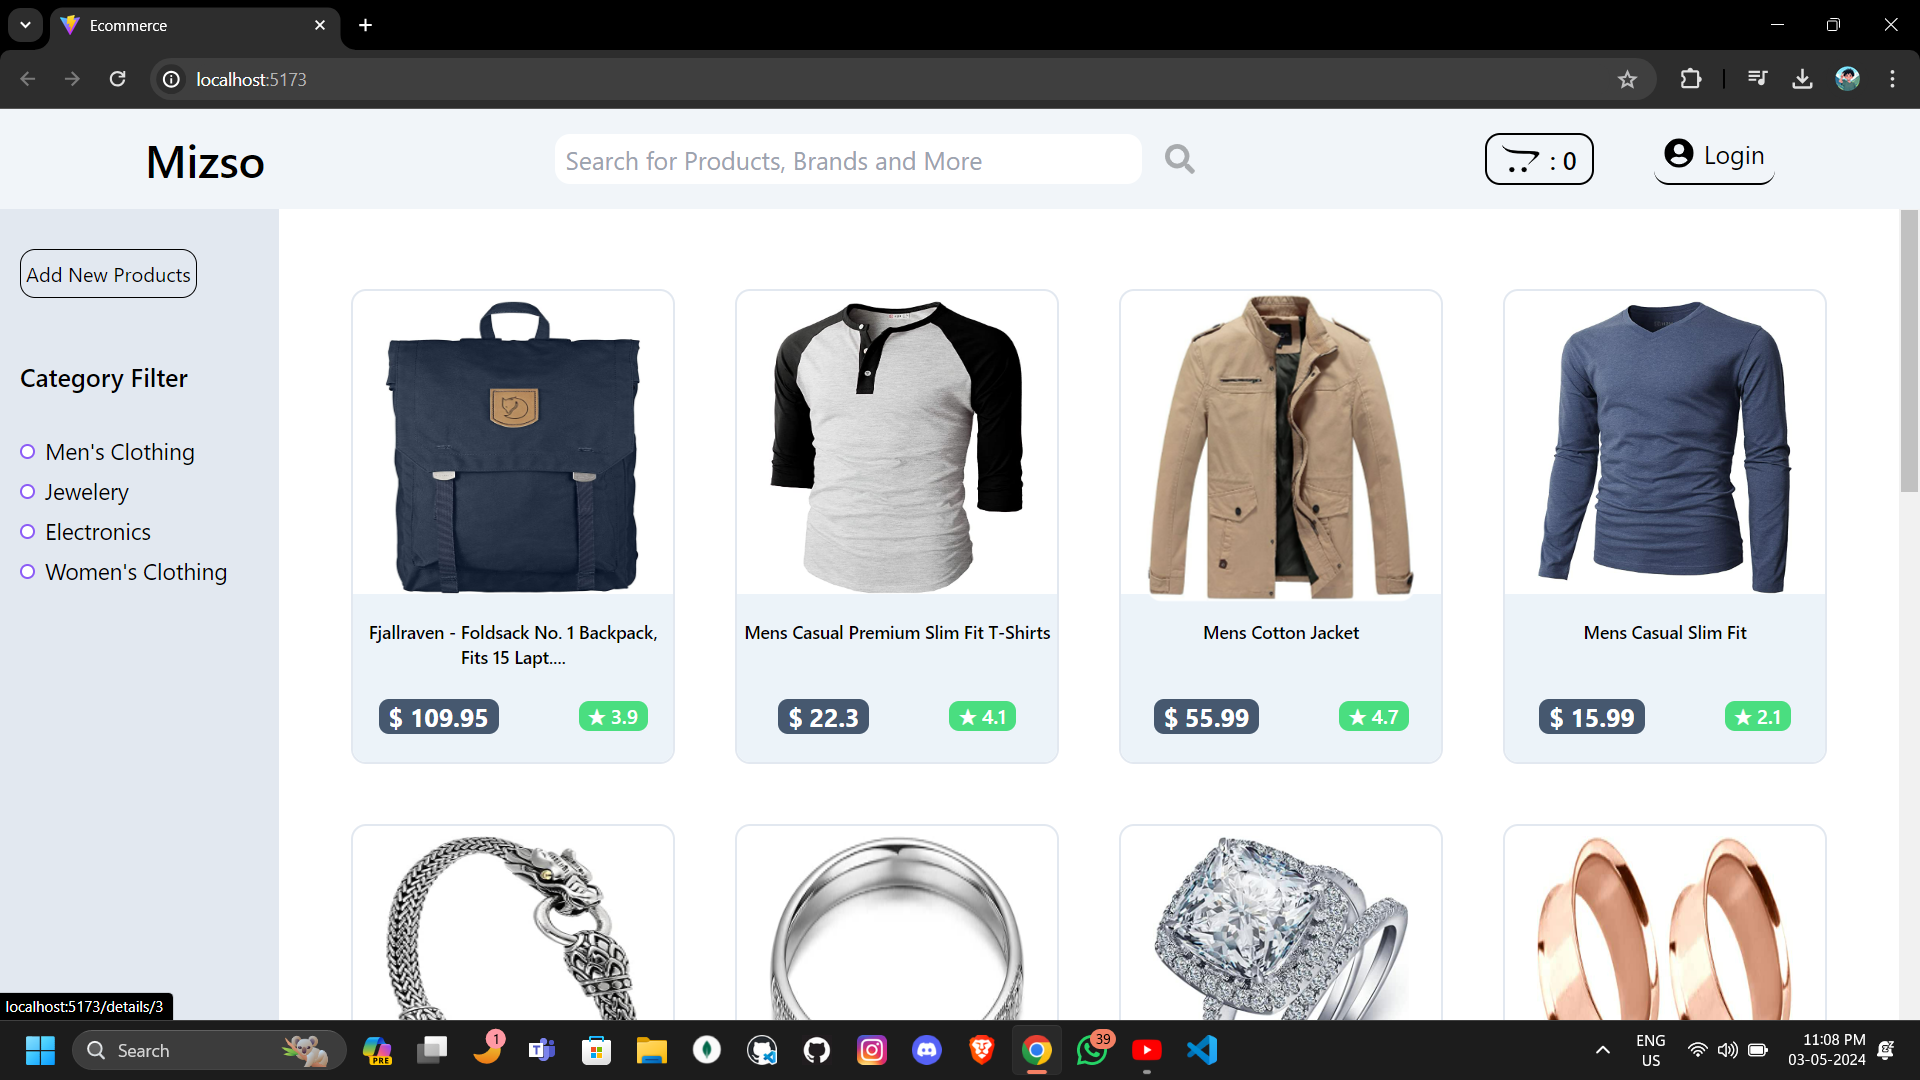 Ecommerce
localhost:5173
Mizso
Search for Products, Brands and More
: 0
Login
Add New Products
Category Filter
Men's Clothing
Jewelery
Electronics
Women's Clothing
Fjallraven - Foldsack No. 1 Backpack,
Fits 15 Lapt....
$ 109.95
★ 3.9
Mens Casual Premium Slim Fit T-Shirts
$ 22.3
★ 4.1
Mens Cotton Jacket
$ 55.99
★ 4.7
Mens Casual Slim Fit
$ 15.99
★ 2.1
localhost:5173/details/3
Search
PRE
1
39
ENG
US
11:08 PM
03-05-2024